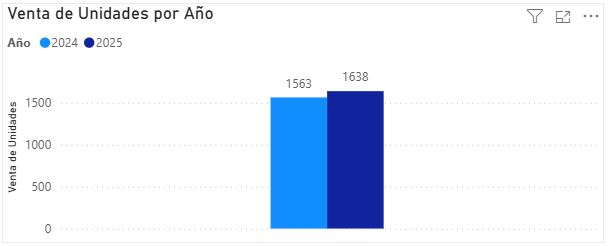 Venta de Unidades por Año
Año 2024 2025
1563
1638
Venta de Unidades
1500
1000
500
0